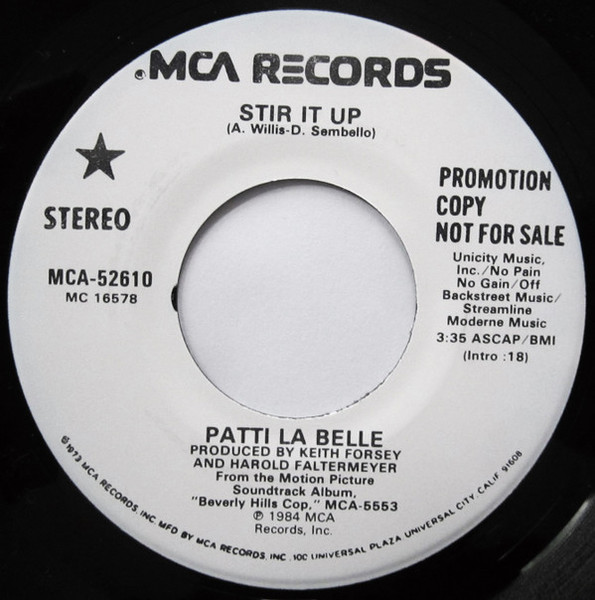 MCA RECORDS
STIR IT UP
(A. Willis-D. Sembello)
STEREO
MCA-52610
MC 16578
PROMOTION
COPY
NOT FOR SALE
Unicity Music,
Inc./No Pain
No Gain/Off
Backstreet Music/
Streamline
Moderne Music
3:35 ASCAP/BMI
(Intro :18)
PATTI LA BELLE
PRODUCED BY KEITH FORSEY
AND HAROLD FALTERMEYER
From the Motion Picture
Soundtrack Album,
"Beverly Hills Cop," MCA-5553
℗ 1984 MCA
Records, Inc.
©1973 MCA RECORDS, INC. MFD BY MCA RECORDS, INC. 100 UNIVERSAL PLAZA, UNIVERSAL CITY, CALIF. 91608